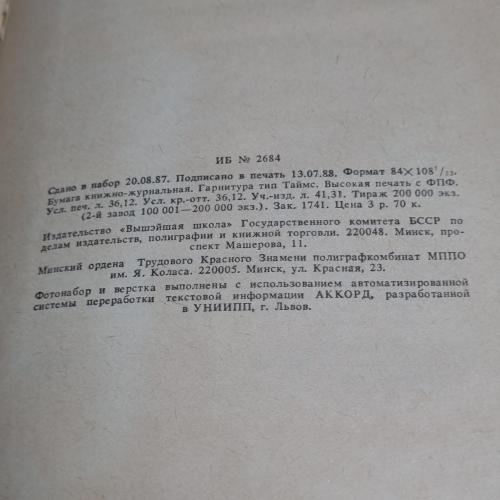 ИБ № 2684
Сдано в набор 20.08.87. Подписано в печать 13.07.88. Формат 84×108¹/₃₂.
Бумага книжно-журнальная. Гарнитура тип Таймс. Высокая печать с ФПФ.
Усл. печ. л. 36,12. Усл. кр.-отт. 36,12. Уч.-изд. л. 41,31. Тираж 200 000 экз.
(2-й завод 100 001—200 000 экз.). Зак. 1741. Цена 3 р. 70 к.
Издательство «Вышэйшая школа» Государственного комитета БССР по
делам издательств, полиграфии и книжной торговли. 220048. Минск, про-
спект Машерова, 11.
Минский ордена Трудового Красного Знамени полиграфкомбинат МППО
им. Я. Коласа. 220005. Минск, ул. Красная, 23.
Фотонабор и верстка выполнены с использованием автоматизированной
системы переработки текстовой информации АККОРД, разработанной
в УНИИПП, г. Львов.